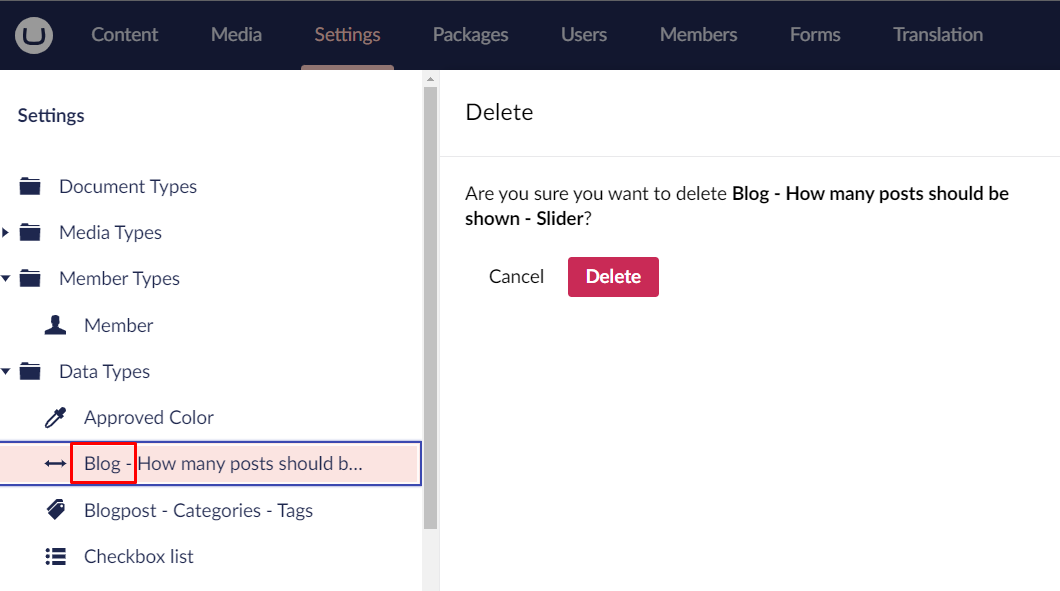 Content Media Settings Packages Users Members Forms Translation
Settings
Document Types
Media Types
Member Types
Member
Data Types
Approved Color
Blog - How many posts should b...
Blogpost - Categories - Tags
Checkbox list
Delete
Are you sure you want to delete Blog - How many posts should be
shown - Slider?
Cancel Delete